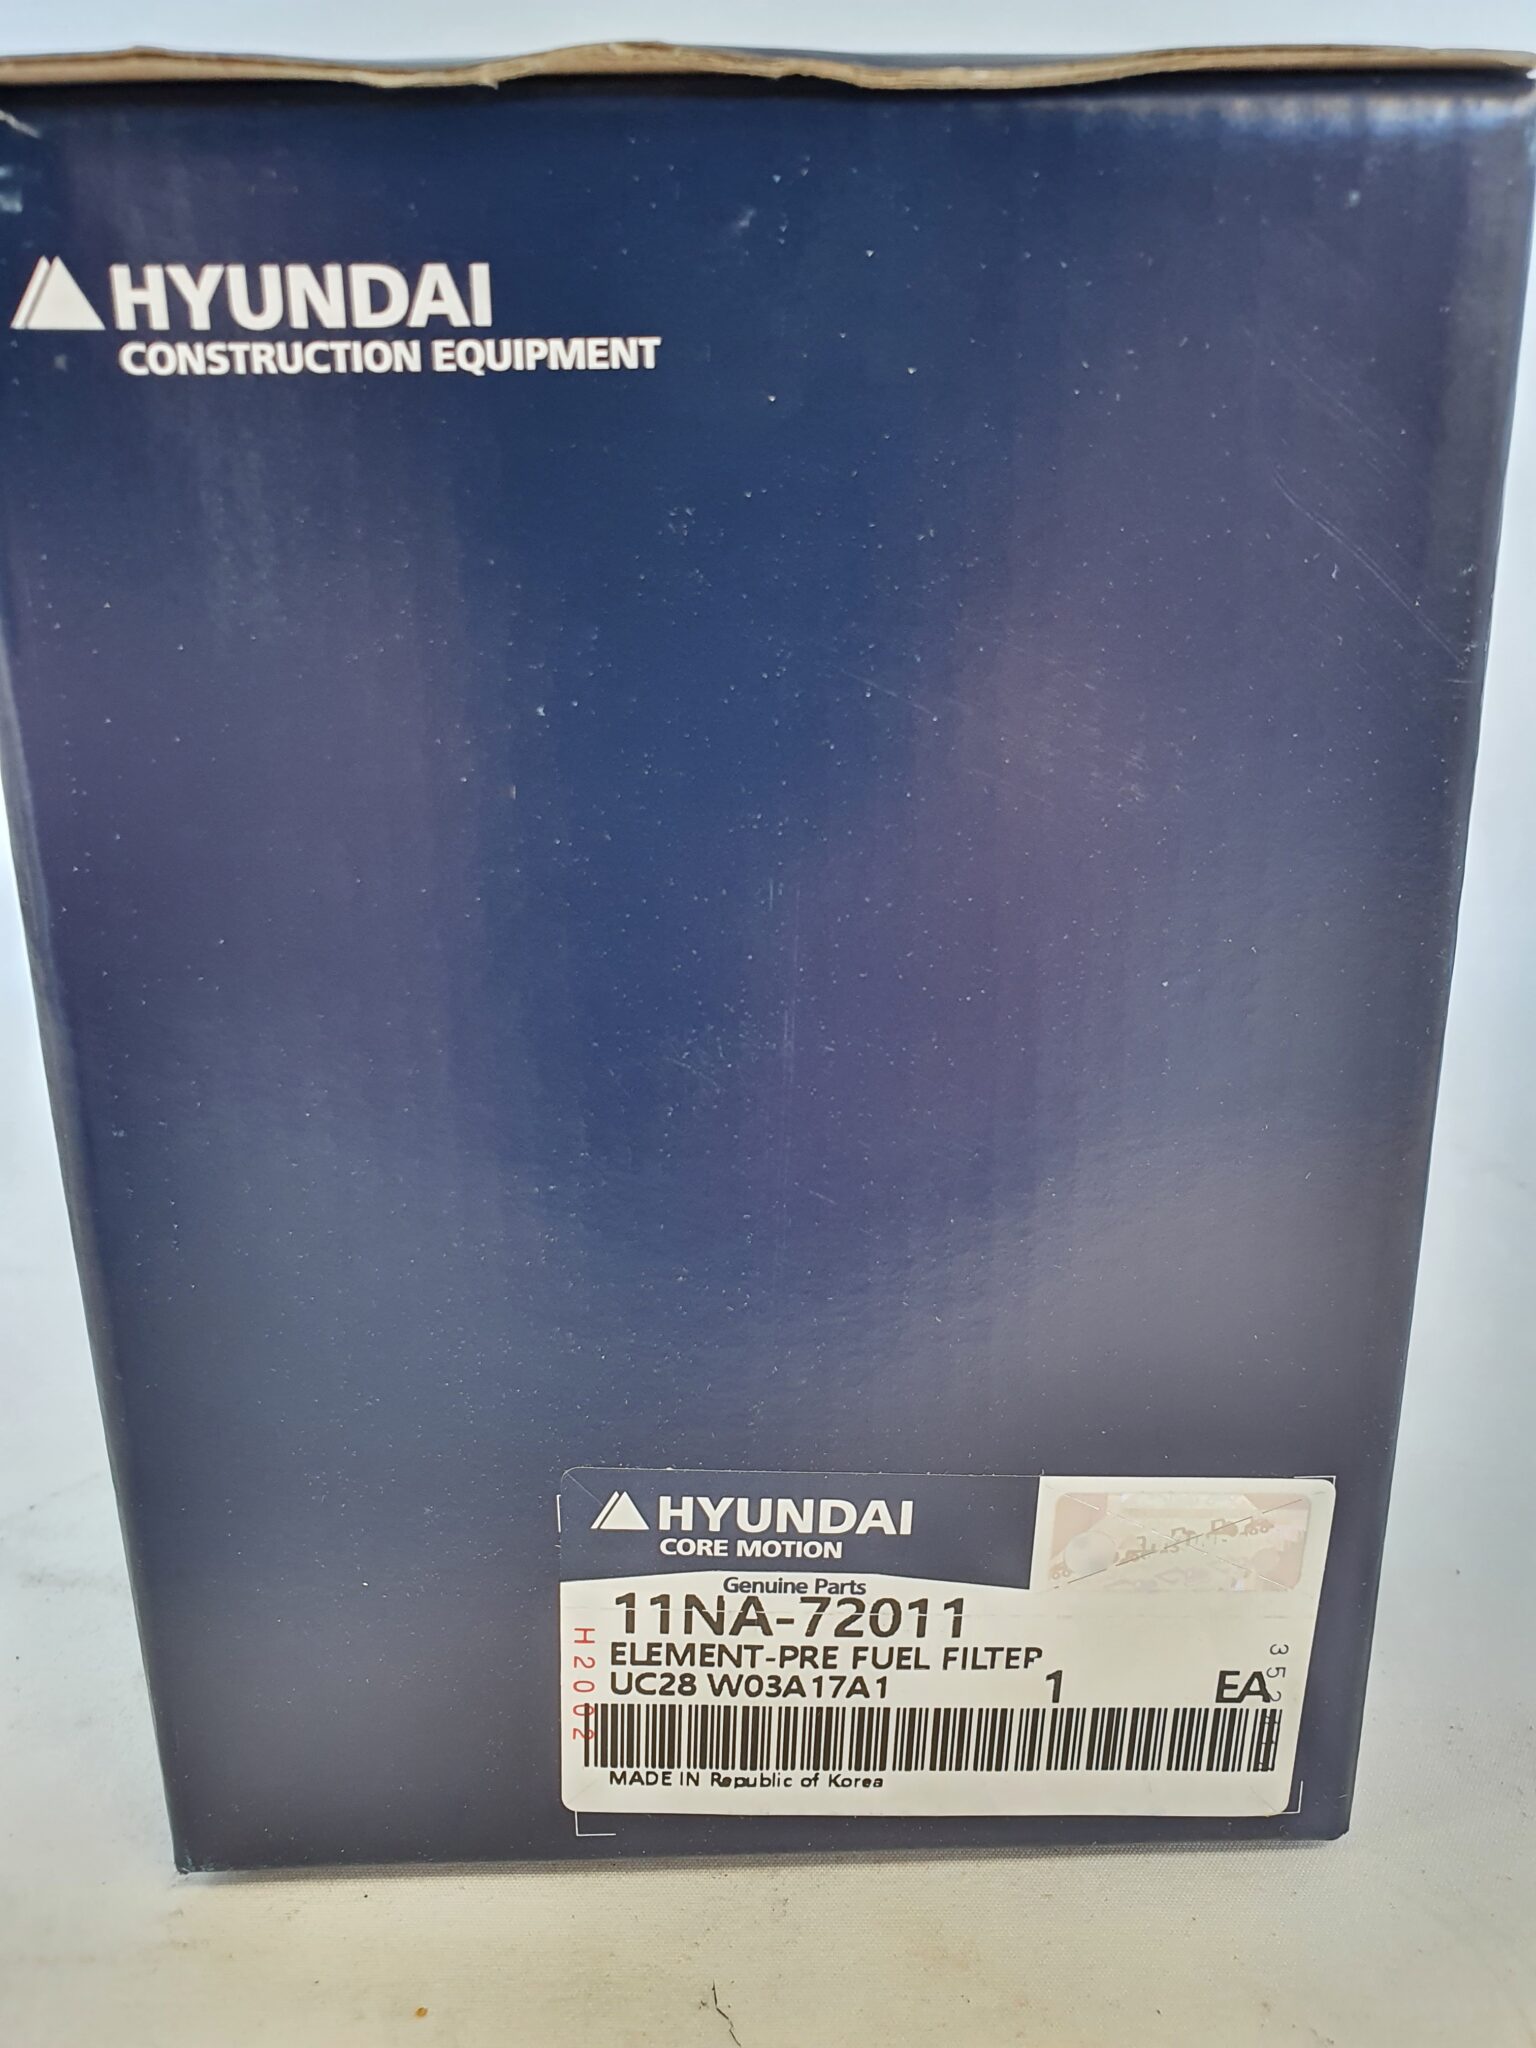 HYUNDAI
CONSTRUCTION EQUIPMENT
HYUNDAI
CORE MOTION
Genuine Parts
11NA-72011
ELEMENT-PRE FUEL FILTER
UC28 W03A17A1 1 EA
MADE IN Republic of Korea
H2002